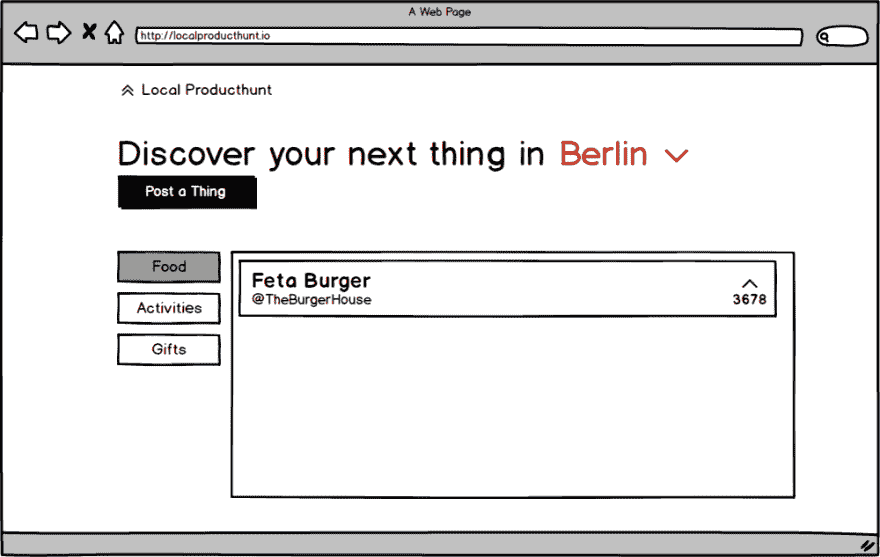 A Web Page
http://localproducthunt.io
Local Producthunt
Discover your next thing in Berlin
Post a Thing
Food
Activities
Gifts
Feta Burger
@TheBurgerHouse
3678